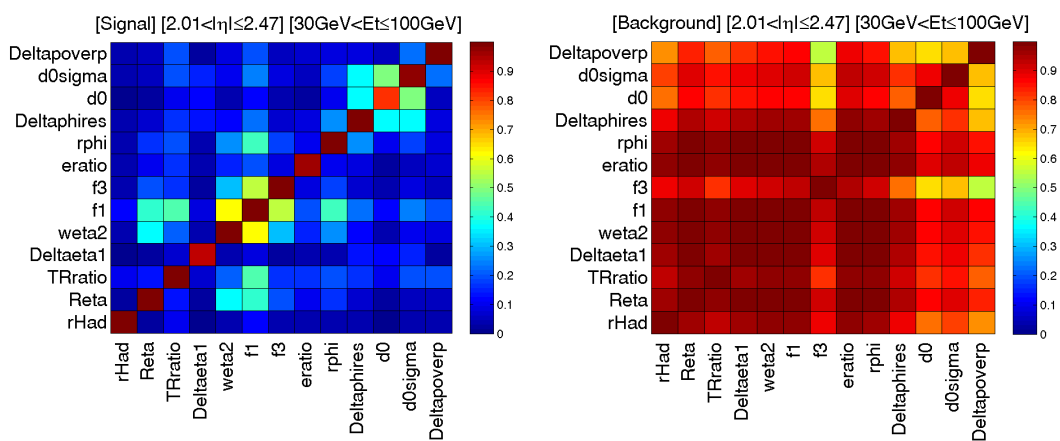 [Signal] [2.01<|η|≤2.47] [30GeV<Et≤100GeV]
Deltapoverp
d0sigma
d0
Deltaphires
rphi
eratio
f3
f1
weta2
Deltaeta1
TRratio
Reta
rHad
rHad
Reta
TRratio
Deltaeta1
weta2
f1
f3
eratio
rphi
Deltaphires
d0
d0sigma
Deltapoverp
0.9
0.8
0.7
0.6
0.5
0.4
0.3
0.2
0.1
0
[Background] [2.01<|η|≤2.47] [30GeV<Et≤100GeV]
Deltapoverp
d0sigma
d0
Deltaphires
rphi
eratio
f3
f1
weta2
Deltaeta1
TRratio
Reta
rHad
rHad
Reta
TRratio
Deltaeta1
weta2
f1
f3
eratio
rphi
Deltaphires
d0
d0sigma
Deltapoverp
0.9
0.8
0.7
0.6
0.5
0.4
0.3
0.2
0.1
0